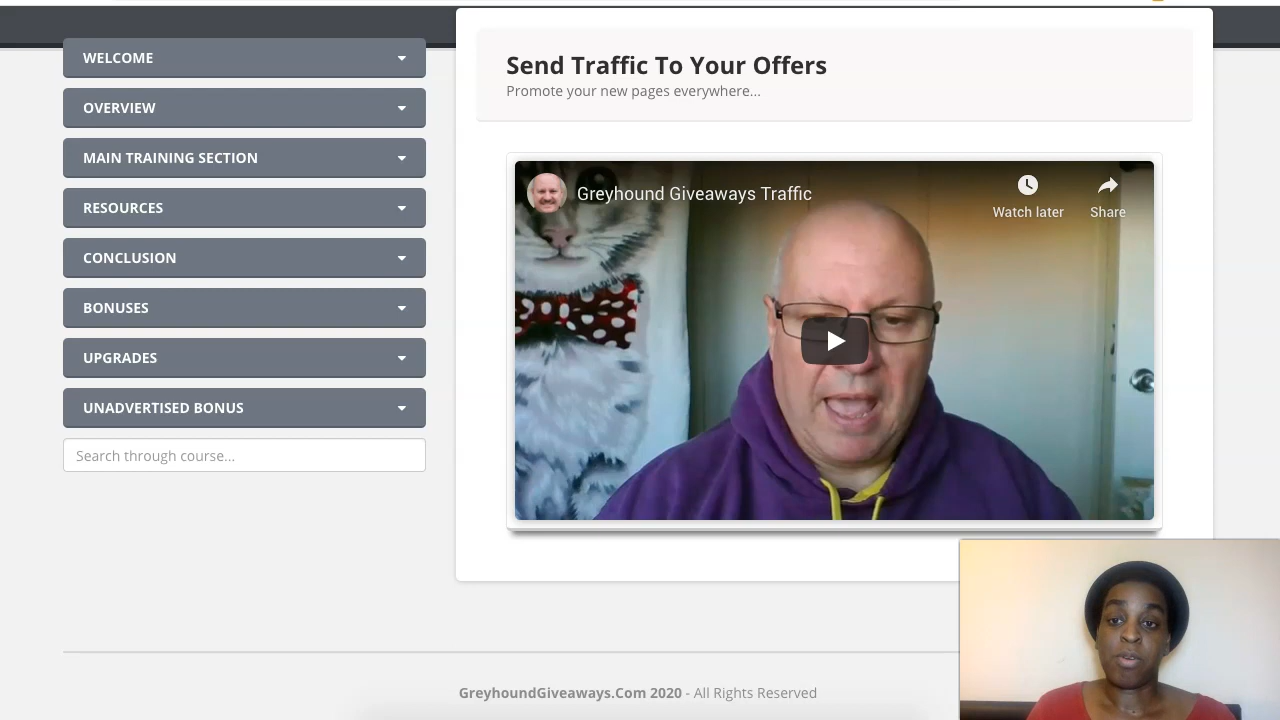 WELCOME
OVERVIEW
MAIN TRAINING SECTION
RESOURCES
CONCLUSION
BONUSES
UPGRADES
UNADVERTISED BONUS
Search through course...
Send Traffic To Your Offers
Promote your new pages everywhere...
Greyhound Giveaways Traffic
Watch later
Share
GreyhoundGiveaways.Com 2020 - All Rights Reserved